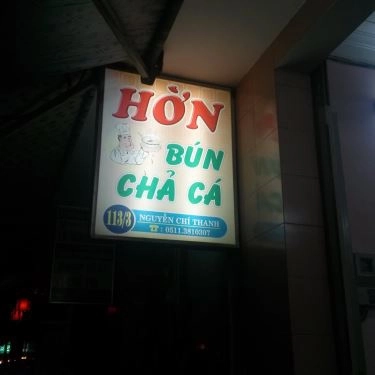 HỜN
BÚN
CHẢ CÁ
113/3 NGUYỄN CHÍ THANH
☎ : 0511.3810307